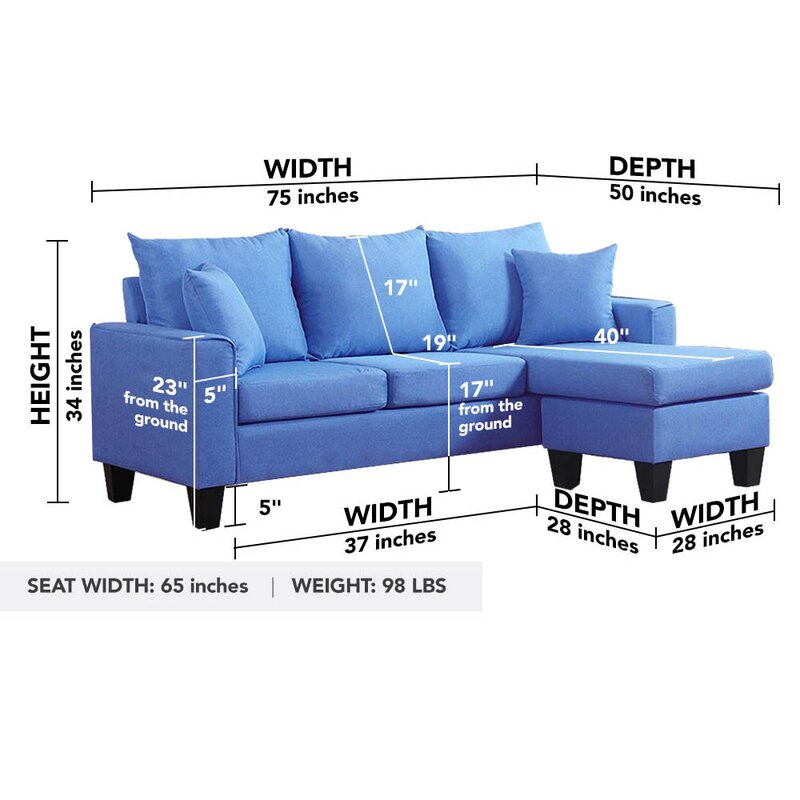 WIDTH
75 inches
DEPTH
50 inches
HEIGHT
34 inches
17"
19"
40"
23"
from the
ground
5"
17"
from the
ground
5"
WIDTH
37 inches
DEPTH
28 inches
WIDTH
28 inches
SEAT WIDTH: 65 inches | WEIGHT: 98 LBS